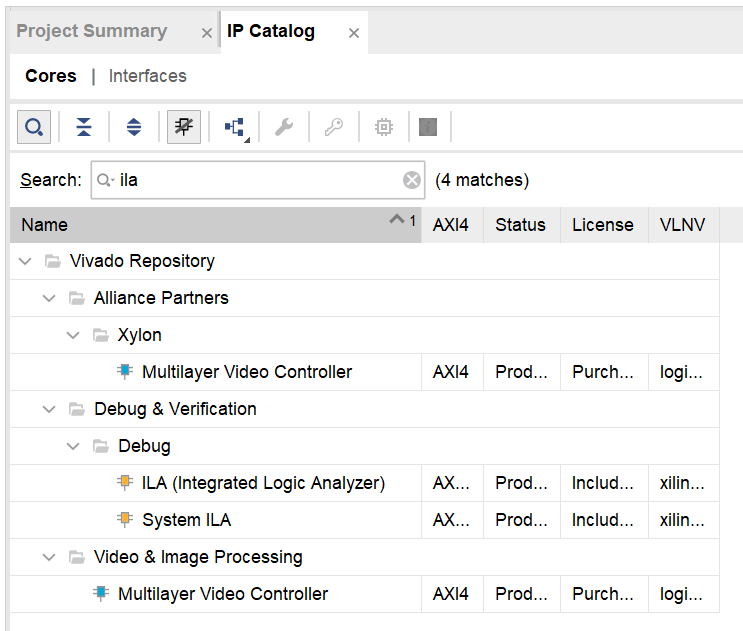 Project Summary × IP Catalog ×
Cores | Interfaces
Search: ila (4 matches)
Name 1 AXI4 Status License VLNV
Vivado Repository
Alliance Partners
Xylon
Multilayer Video Controller AXI4 Prod... Purch... logi...
Debug & Verification
Debug
ILA (Integrated Logic Analyzer) AX... Prod... Includ... xilin...
System ILA AX... Prod... Includ... xilin...
Video & Image Processing
Multilayer Video Controller AXI4 Prod... Purch... logi...